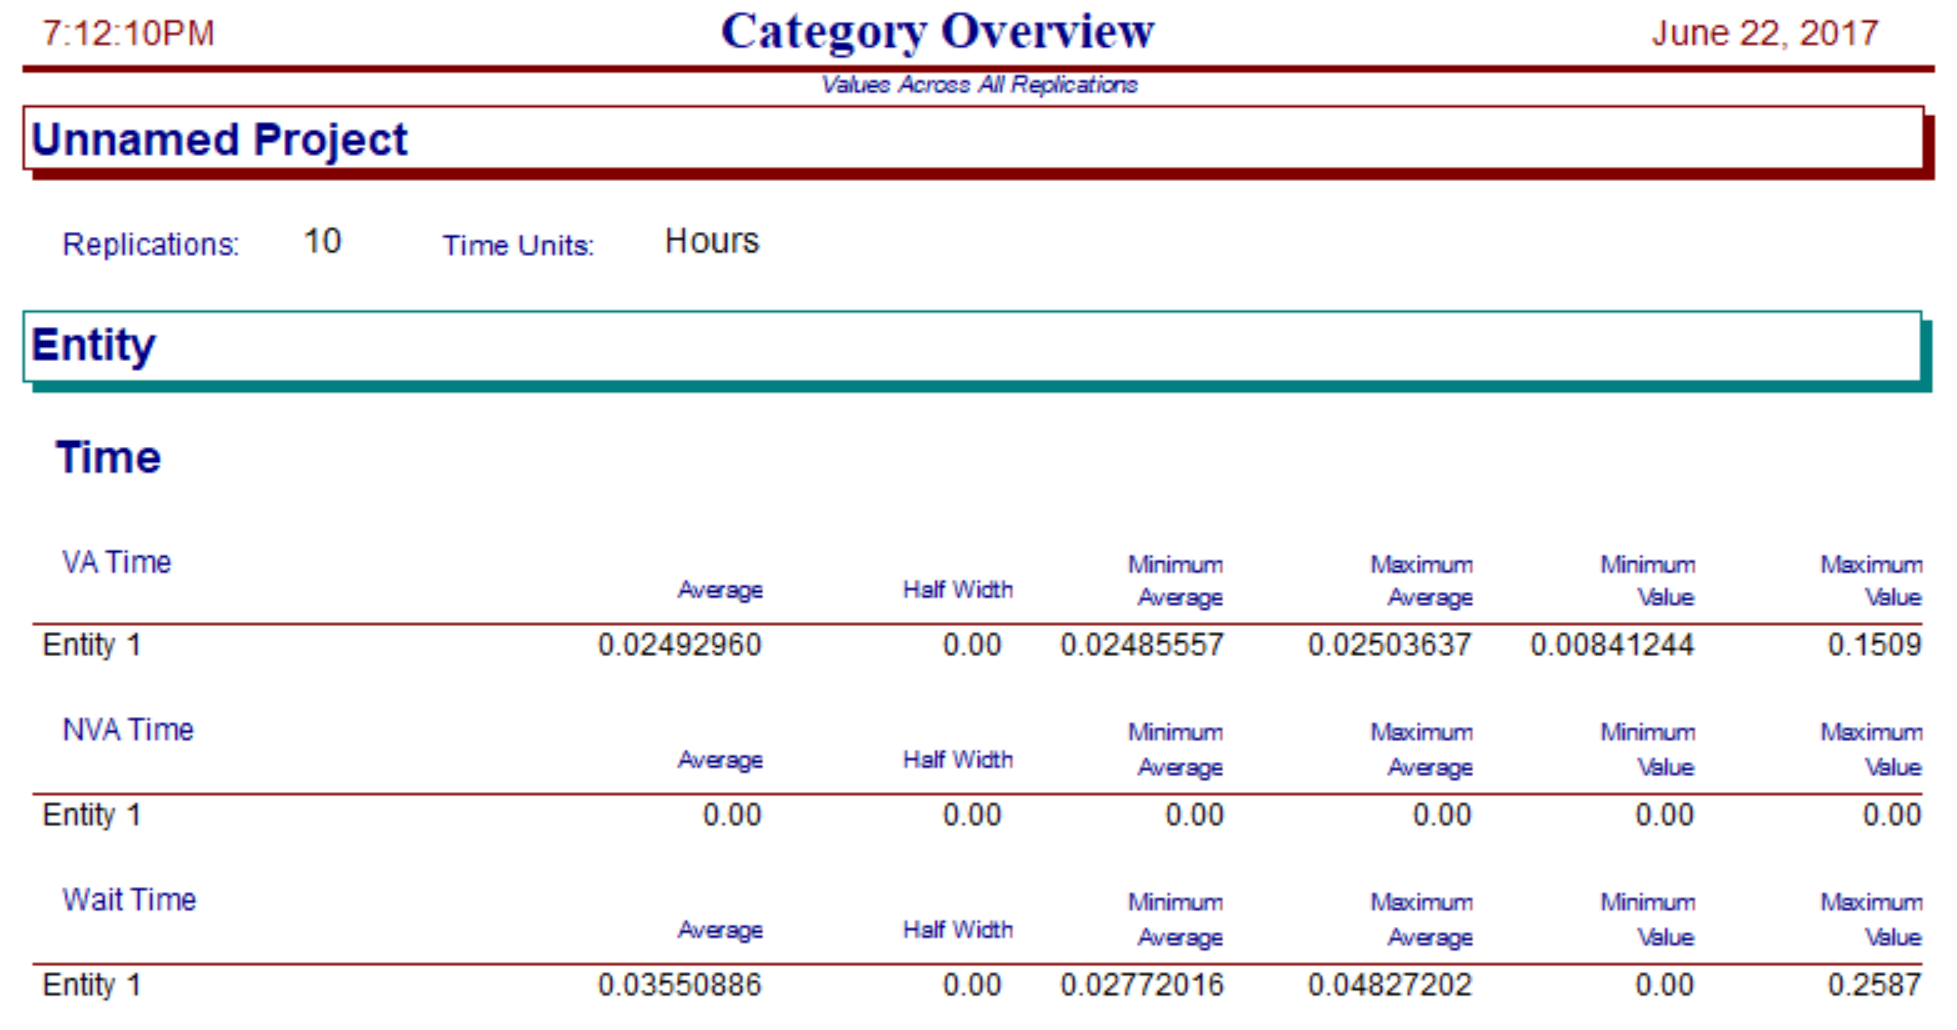 7:12:10PM Category Overview June 22, 2017
Values Across All Replications
Unnamed Project
Replications: 10 Time Units: Hours
Entity
Time
VA Time Average Half Width Minimum Average Maximum Average Minimum Value Maximum Value
Entity 1 0.02492960 0.00 0.02485557 0.02503637 0.00841244 0.1509
NVA Time Average Half Width Minimum Average Maximum Average Minimum Value Maximum Value
Entity 1 0.00 0.00 0.00 0.00 0.00 0.00
Wait Time Average Half Width Minimum Average Maximum Average Minimum Value Maximum Value
Entity 1 0.03550886 0.00 0.02772016 0.04827202 0.00 0.2587